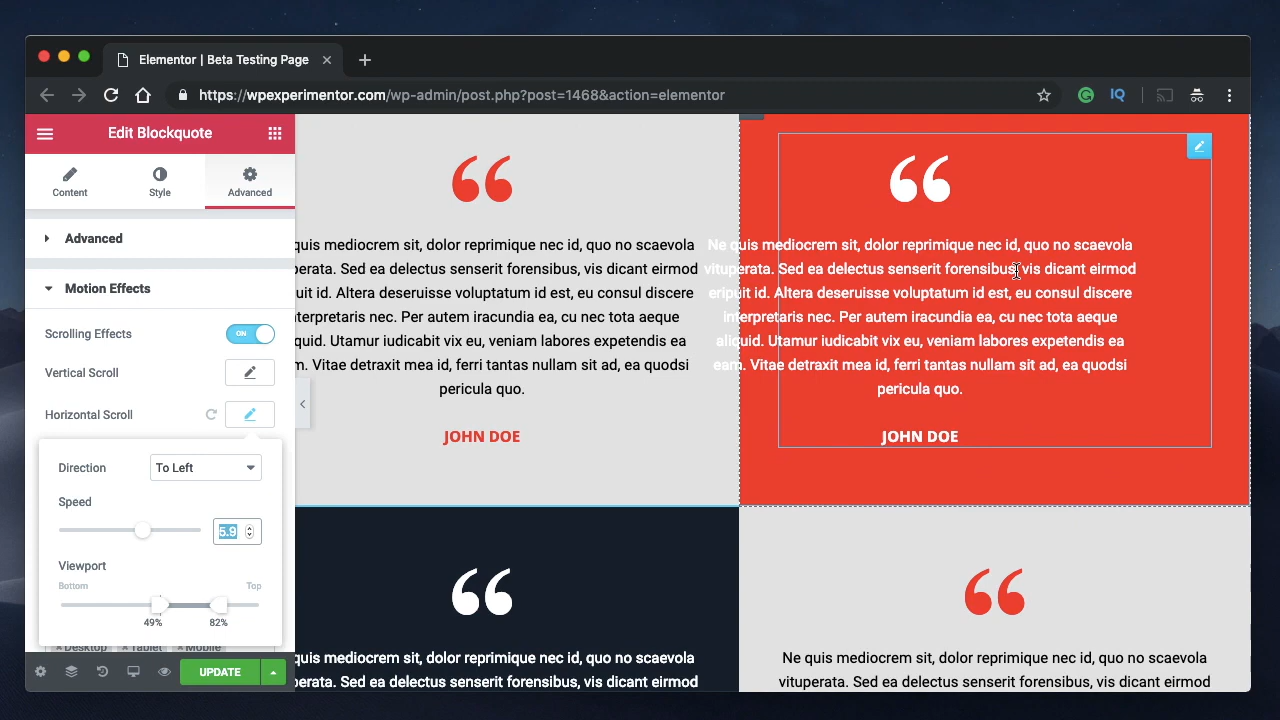 Elementor | Beta Testing Page
https://wpexperimentor.com/wp-admin/post.php?post=1468&action=elementor
IQ
Edit Blockquote
Content
Style
Advanced
Advanced
Motion Effects
Scrolling Effects
ON
Vertical Scroll
Horizontal Scroll
Direction
To Left
Speed
5.9
Viewport
Bottom
Top
49%
82%
× Desktop × Tablet × Mobile
UPDATE
“
quis mediocrem sit, dolor reprimique nec id, quo no scaevola
perata. Sed ea delectus senserit forensibus, vis dicant eirmod
uit id. Altera deseruisse voluptatum id est, eu consul discere
terpretaris nec. Per autem iracundia ea, cu nec tota aeque
quid. Utamur iudicabit vix eu, veniam labores expetendis ea
m. Vitae detraxit mea id, ferri tantas nullam sit ad, ea quodsi
pericula quo.
JOHN DOE
“
Ne quis mediocrem sit, dolor reprimique nec id, quo no scaevola
vituperata. Sed ea delectus senserit forensibus, vis dicant eirmod
eripuit id. Altera deseruisse voluptatum id est, eu consul discere
interpretaris nec. Per autem iracundia ea, cu nec tota aeque
aliquid. Utamur iudicabit vix eu, veniam labores expetendis ea
eam. Vitae detraxit mea id, ferri tantas nullam sit ad, ea quodsi
pericula quo.
JOHN DOE
“
quis mediocrem sit, dolor reprimique nec id, quo no scaevola
perata. Sed ea delectus senserit forensibus, vis dicant eirmod
“
Ne quis mediocrem sit, dolor reprimique nec id, quo no scaevola
vituperata. Sed ea delectus senserit forensibus, vis dicant eirmod